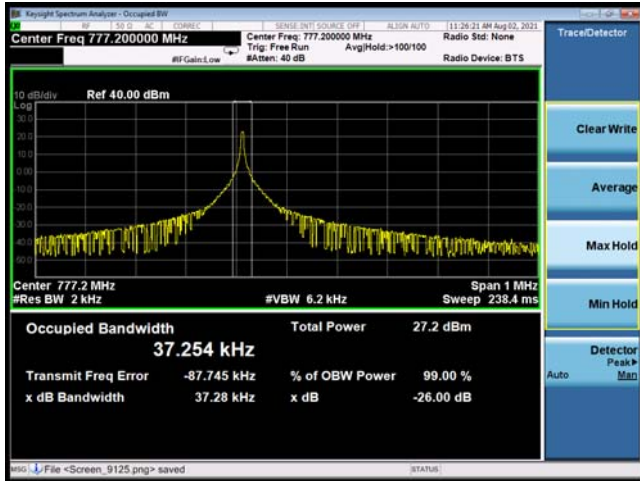 Keysight Spectrum Analyzer - Occupied BW
RF 50 Ω AC CORREC SENSE:INT SOURCE OFF ALIGN AUTO 11:26:21 AM Aug 02, 2021
Center Freq 777.200000 MHz Center Freq: 777.200000 MHz Radio Std: None Trace/Detector
Trig: Free Run Avg|Hold:>100/100
#IFGain:Low #Atten: 40 dB Radio Device: BTS
10 dB/div Ref 40.00 dBm
Log
30.0
20.0
10.0
0.00
-10.0
-20.0
-30.0
-40.0
-50.0
Center 777.2 MHz Span 1 MHz
#Res BW 2 kHz #VBW 6.2 kHz Sweep 238.4 ms
Occupied Bandwidth Total Power 27.2 dBm
37.254 kHz
Transmit Freq Error -87.745 kHz % of OBW Power 99.00 %
x dB Bandwidth 37.28 kHz x dB -26.00 dB
Clear Write
Average
Max Hold
Min Hold
Detector
Peak▶
Auto Man
MSG File <Screen_9125.png> saved STATUS